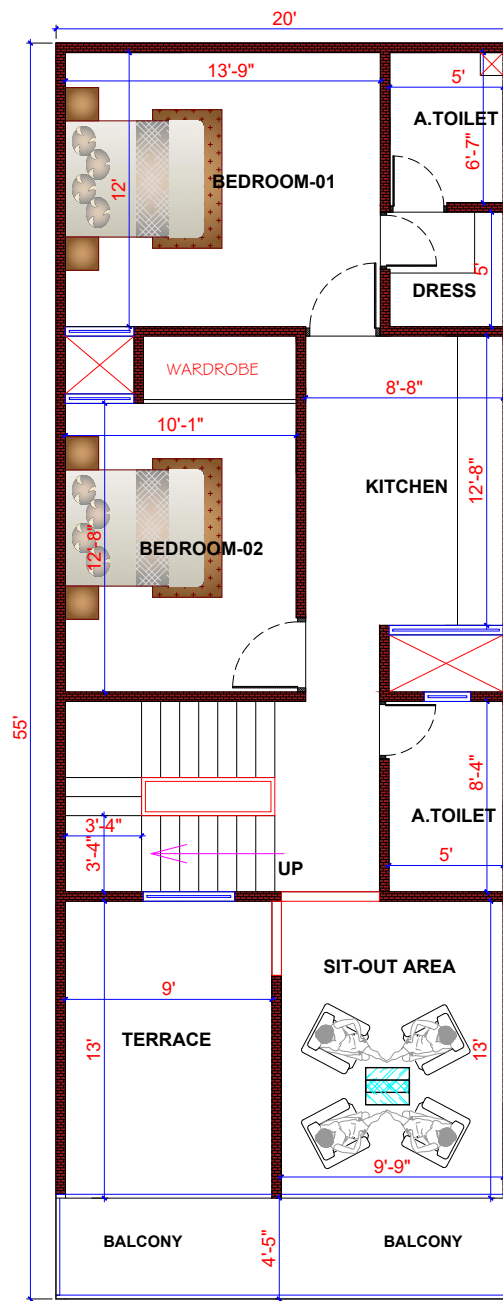 20'
13'-9"
5'
A.TOILET
6'-7"
BEDROOM-01
12'
5'
DRESS
WARDROBE
8'-8"
10'-1"
KITCHEN
12'-8"
BEDROOM-02
12'-8"
55'
8'-4"
3'-4"
A.TOILET
3'-4"
UP
5'
SIT-OUT AREA
9'
TERRACE
13'
13'
9'-9"
BALCONY
4'-5"
BALCONY